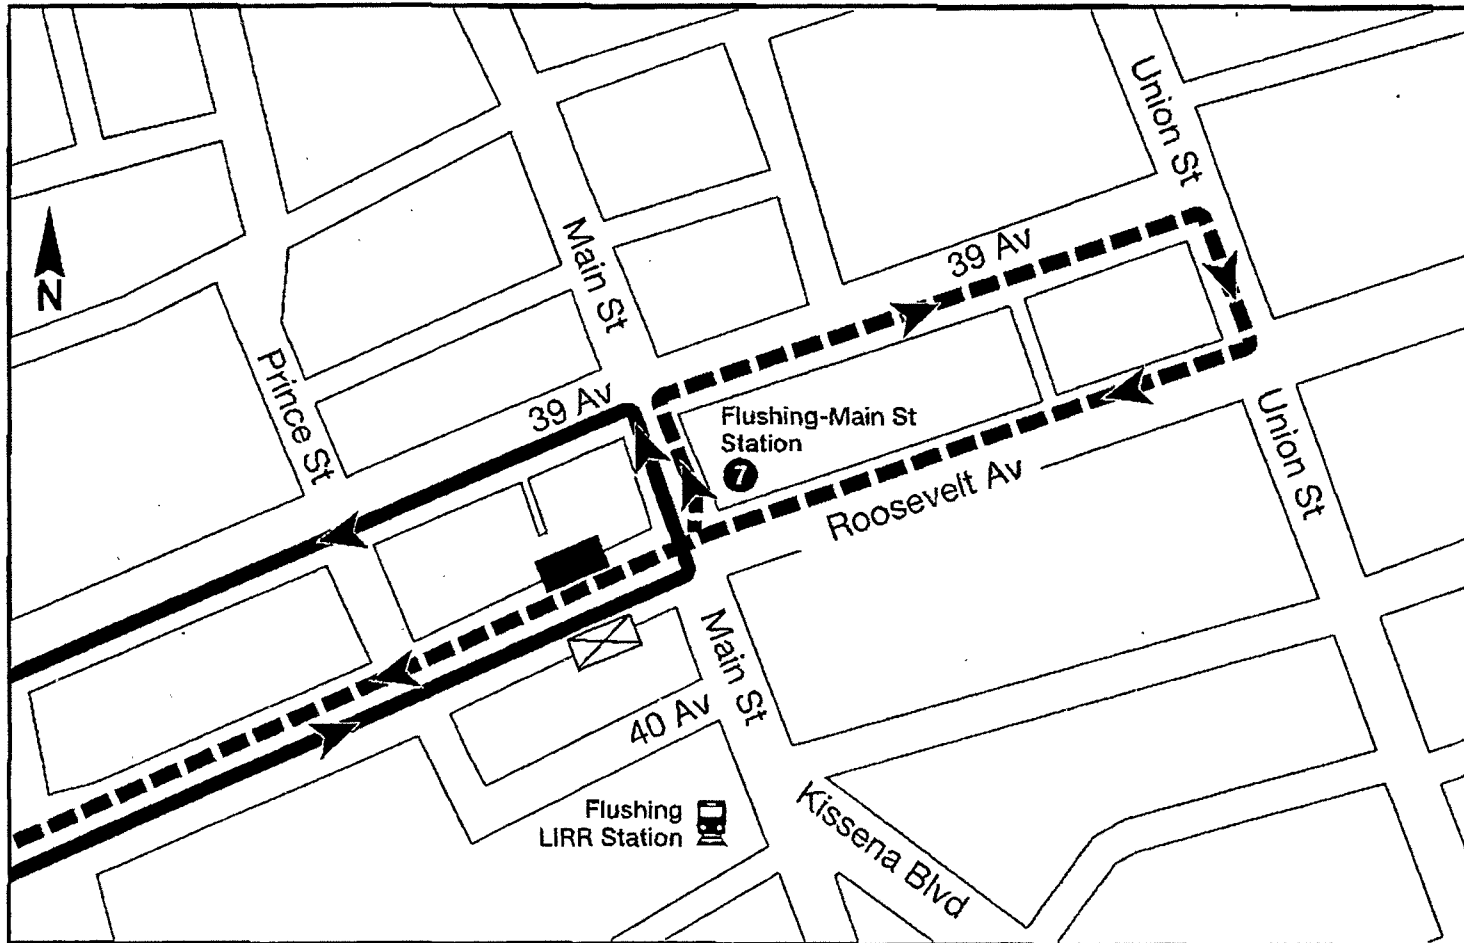 Union St
39 Av
Main St
N
Prince St
39 Av
Flushing-Main St
Station
7
Union St
Roosevelt Av
Main St
40 Av
Flushing
LIRR Station
Kissena Blvd